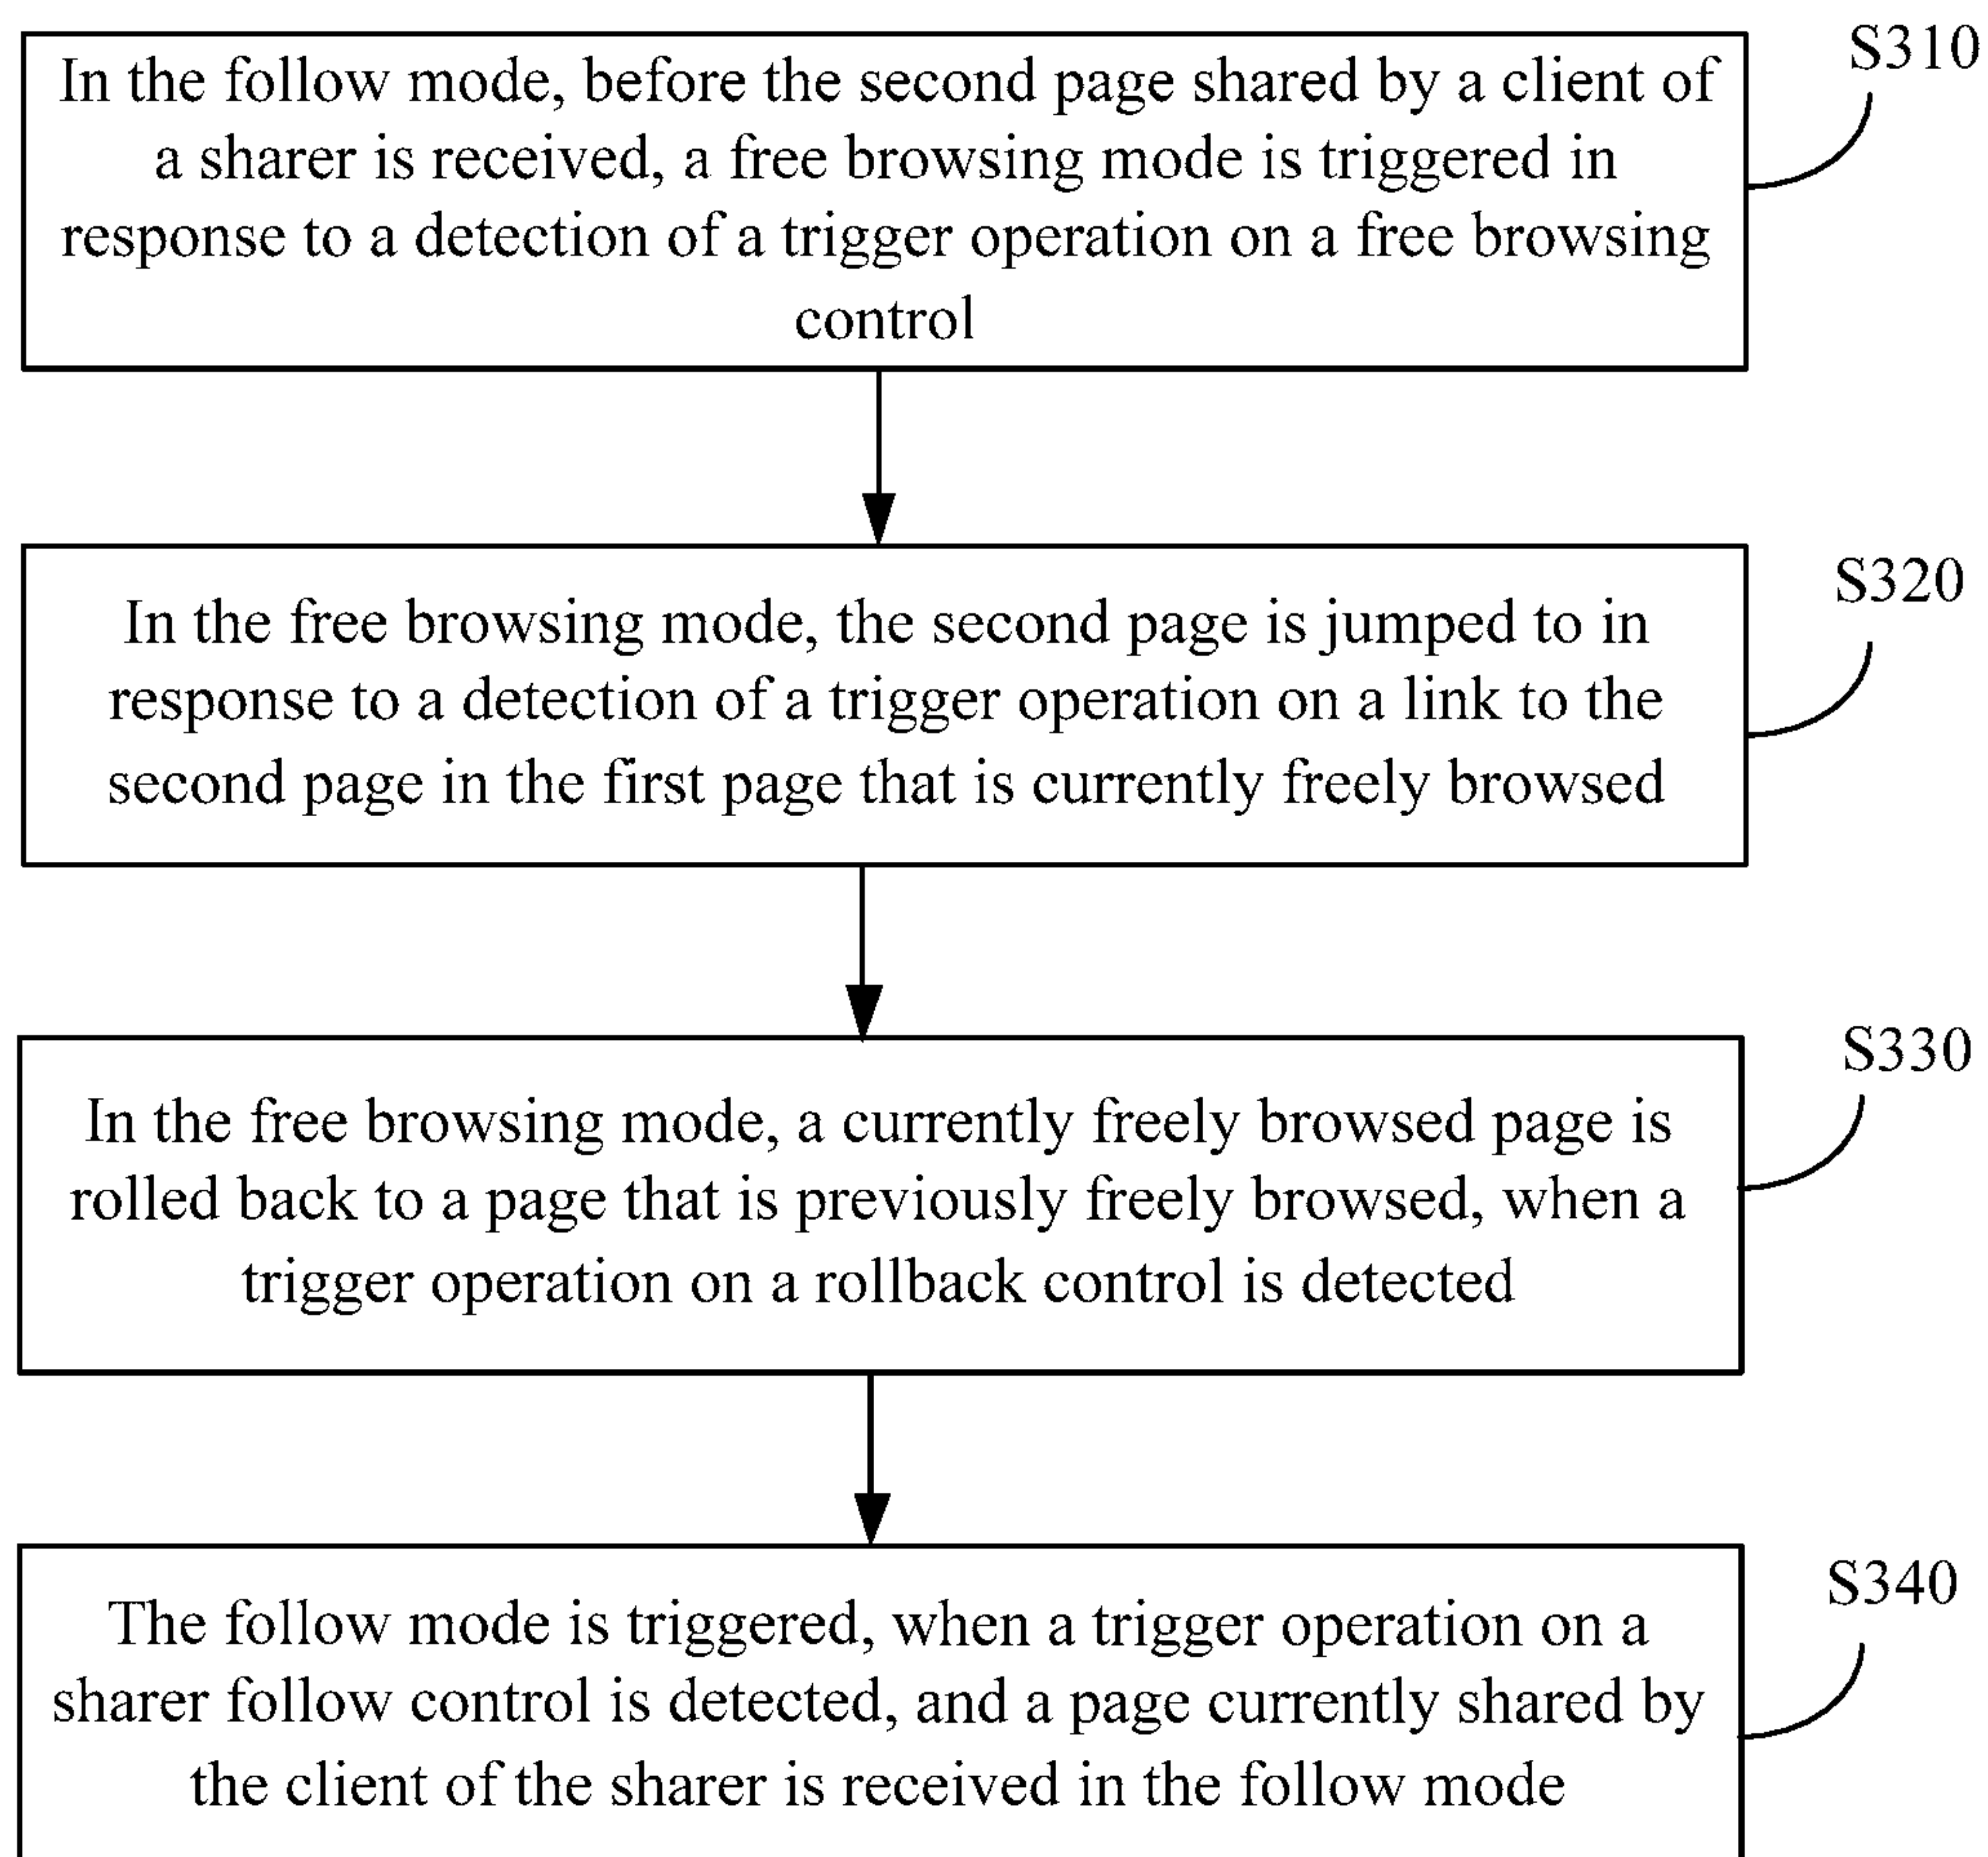 In the follow mode, before the second page shared by a client of
a sharer is received, a free browsing mode is triggered in
response to a detection of a trigger operation on a free browsing
control
S310
In the free browsing mode, the second page is jumped to in
response to a detection of a trigger operation on a link to the
second page in the first page that is currently freely browsed
S320
In the free browsing mode, a currently freely browsed page is
rolled back to a page that is previously freely browsed, when a
trigger operation on a rollback control is detected
S330
The follow mode is triggered, when a trigger operation on a
sharer follow control is detected, and a page currently shared by
the client of the sharer is received in the follow mode
S340